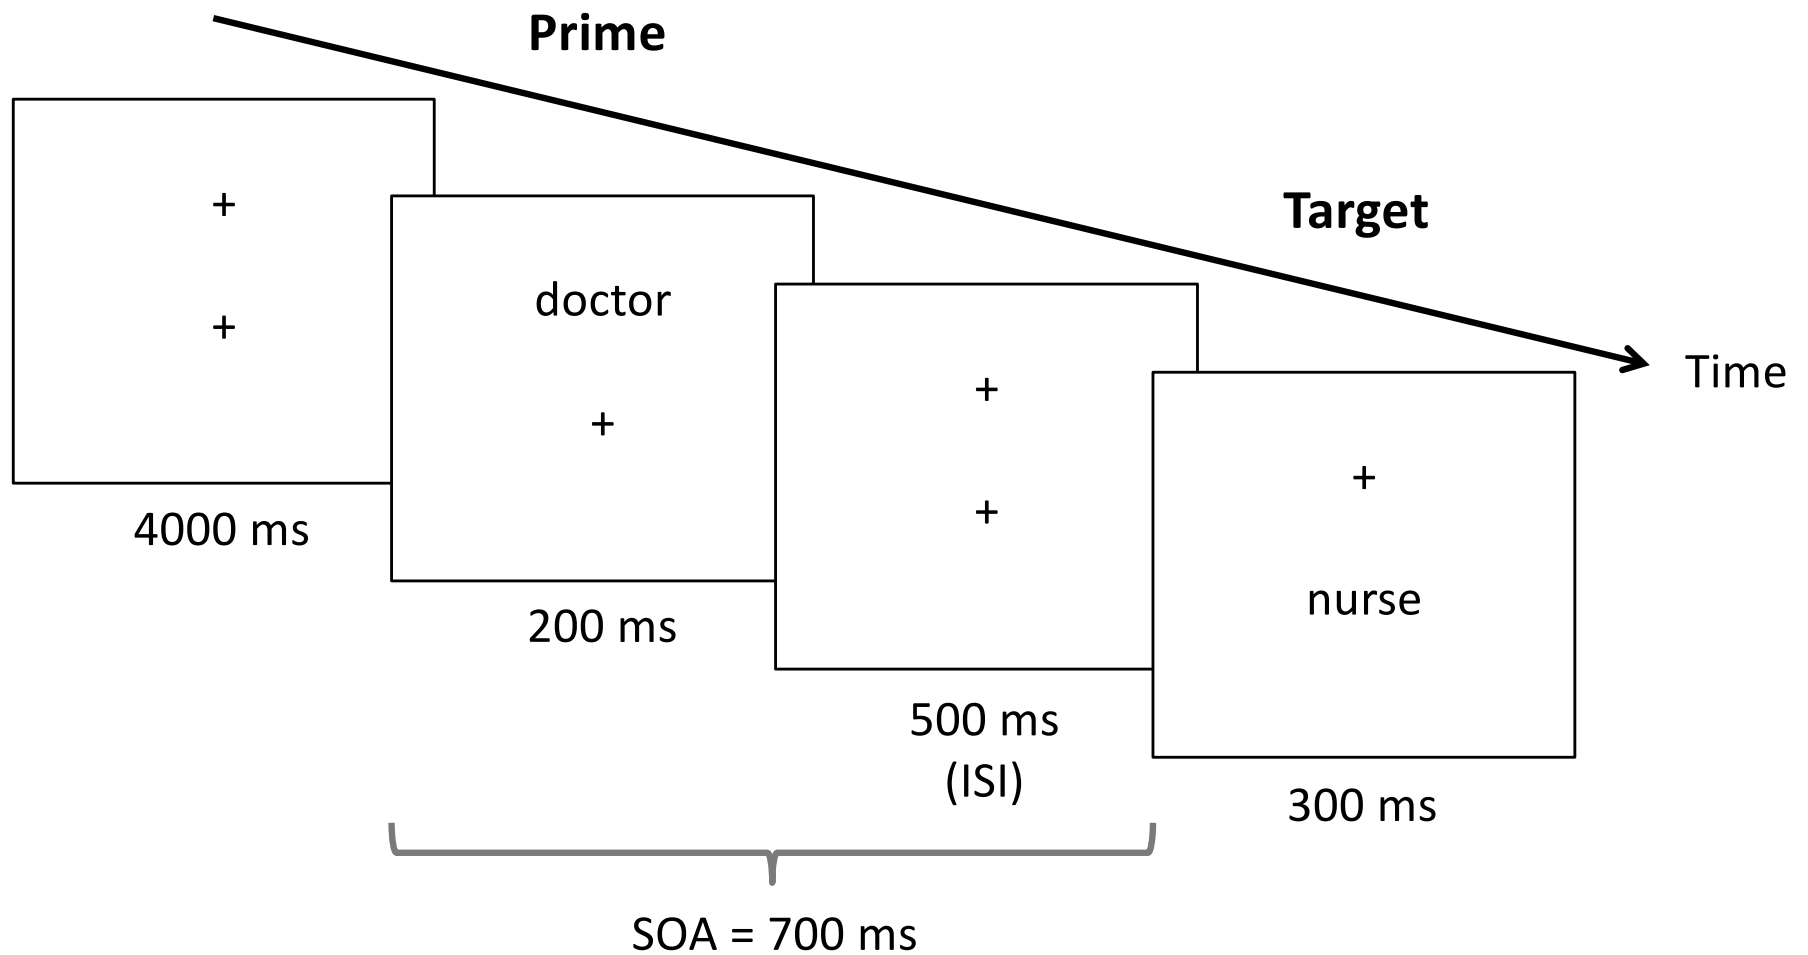 Prime
Target
Time
+
+
4000 ms
doctor
+
200 ms
+
+
500 ms
(ISI)
+
nurse
300 ms
SOA = 700 ms